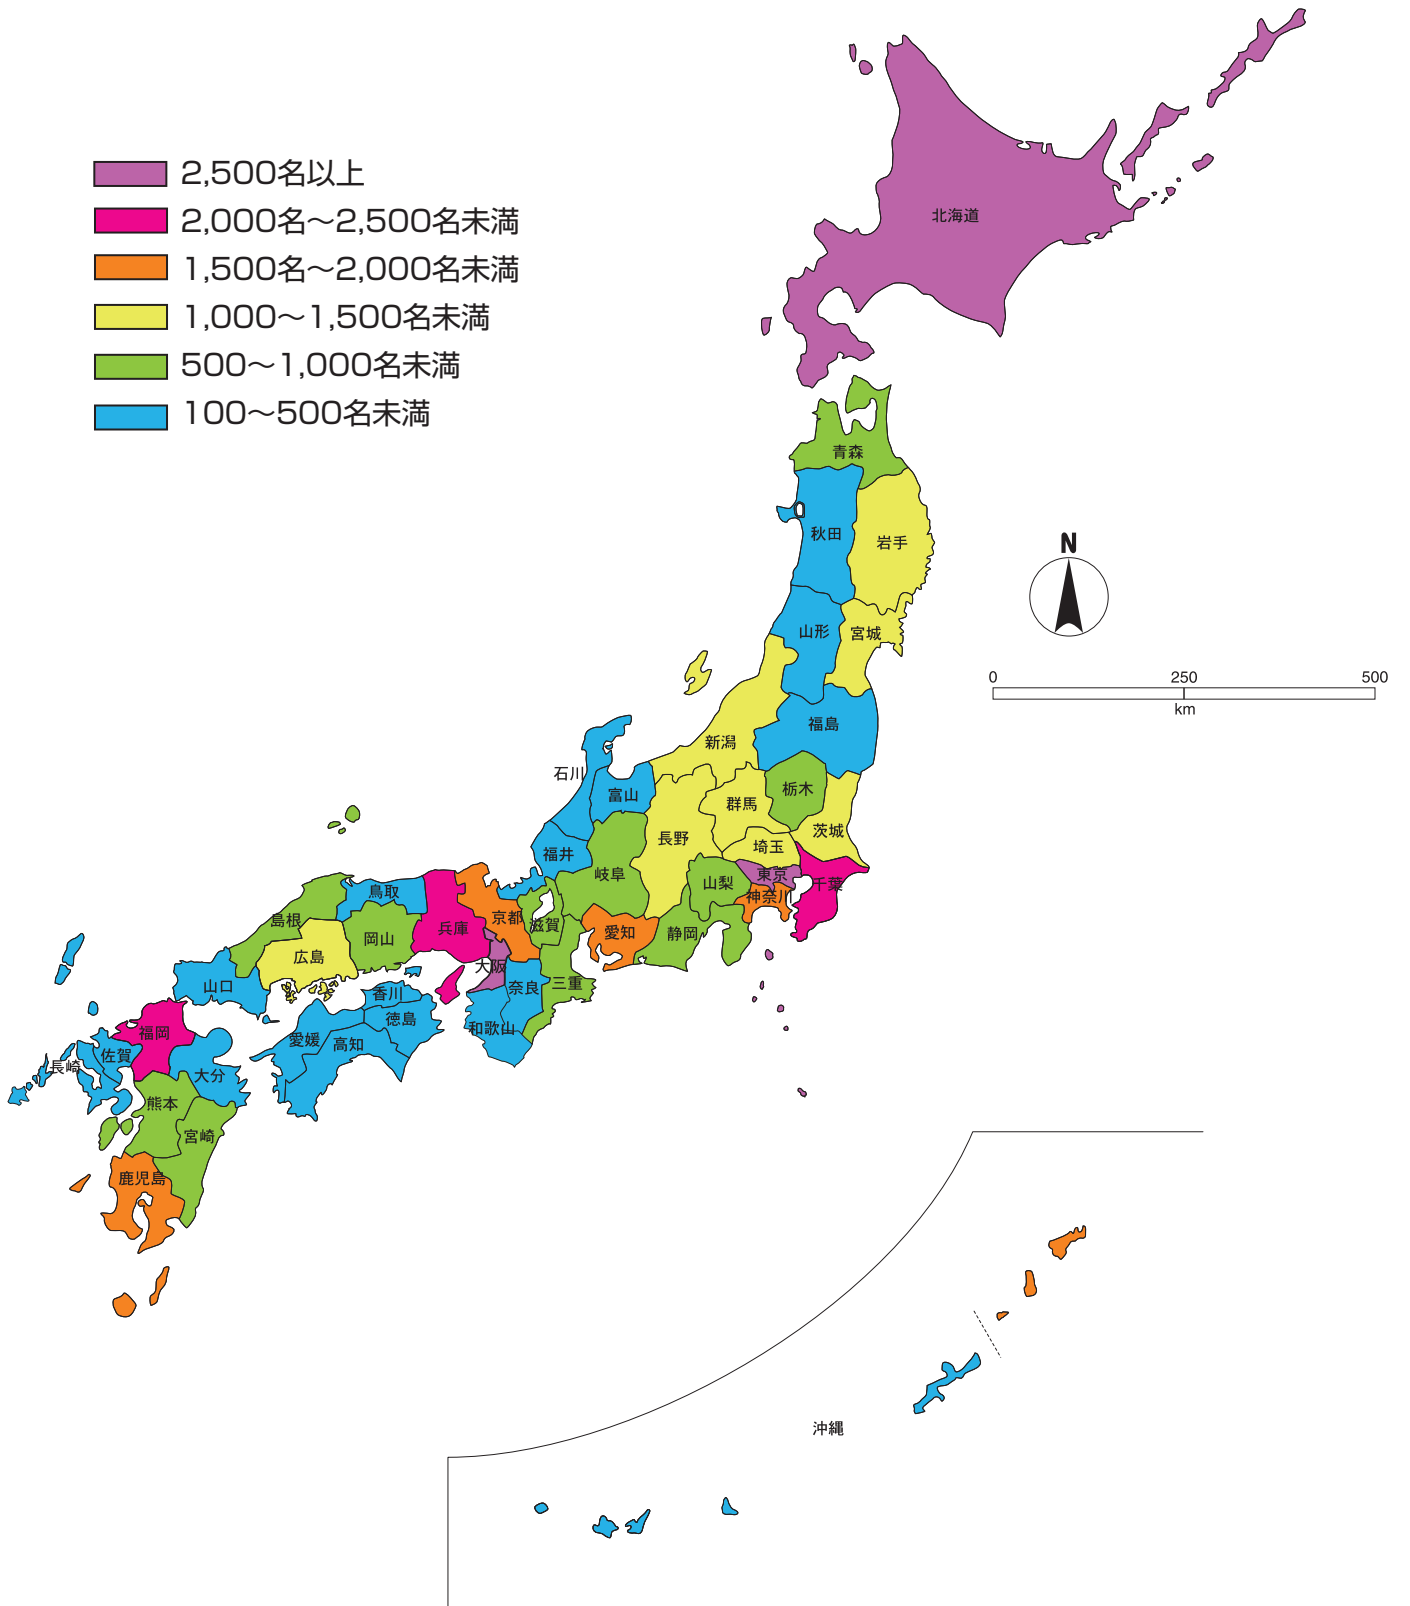 2,500名以上
2,000名～2,500名未満
1,500名～2,000名未満
1,000～1,500名未満
500～1,000名未満
100～500名未満
北海道
青森
秋田
岩手
N
山形
宮城
0 250 500
km
福島
新潟
石川
富山
栃木
群馬
茨城
長野
埼玉
福井
岐阜
東京
山梨
千葉
神奈川
鳥取
京都
島根
兵庫
滋賀
愛知
静岡
岡山
広島
大阪
山口
香川
奈良
三重
徳島
和歌山
福岡
愛媛
高知
佐賀
長崎
大分
熊本
宮崎
鹿児島
沖縄